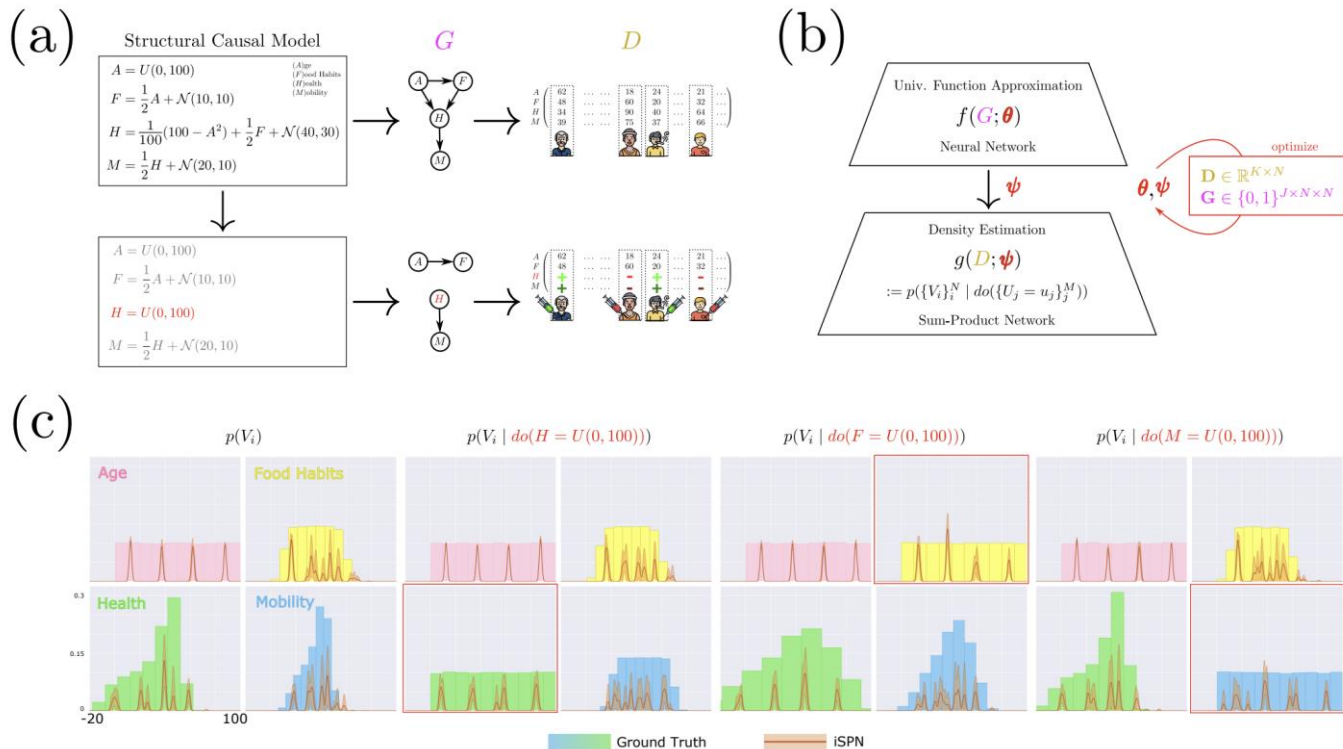 (a)
Structural Causal Model
A = U(0, 100)
F = 1/2 A + N(10, 10)
H = 1/100 (100 − A²) + 1/2 F + N(40, 30)
M = 1/2 H + N(20, 10)
(A)ge
(F)ood Habits
(H)ealth
(M)obility
G
A F
H
M
D
A 62 ... ... 18 24 ... 21 ...
F 48 ... ... 60 20 ... 32 ...
H 34 ... ... 90 40 ... 64 ...
M 39 ... ... 75 37 ... 66 ...
A = U(0, 100)
F = 1/2 A + N(10, 10)
H = U(0, 100)
M = 1/2 H + N(20, 10)
A F
H
M
A 62 ... ... 18 24 ... 21 ...
F 48 ... ... 60 20 ... 32 ...
H + ... ... - + ... - ...
M + ... ... - + ... - ...
(b)
Univ. Function Approximation
f(G; θ)
Neural Network
ψ
Density Estimation
g(D; ψ)
:= p({V_i}_i^N | do({U_j = u_j}_j^M))
Sum-Product Network
optimize
θ,ψ
D ∈ ℝ^{K×N}
G ∈ {0, 1}^{J×N×N}
(c)
p(V_i) p(V_i | do(H = U(0, 100))) p(V_i | do(F = U(0, 100))) p(V_i | do(M = U(0, 100)))
Age Food Habits
Health Mobility
0.3
0.15
0
-20 100
Ground Truth iSPN